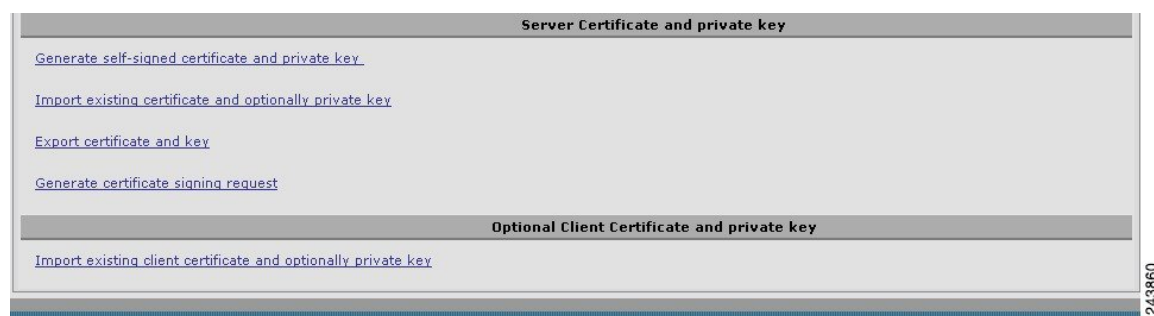 Server Certificate and private key
Generate self-signed certificate and private key
Import existing certificate and optionally private key
Export certificate and key
Generate certificate signing request
Optional Client Certificate and private key
Import existing client certificate and optionally private key
243860